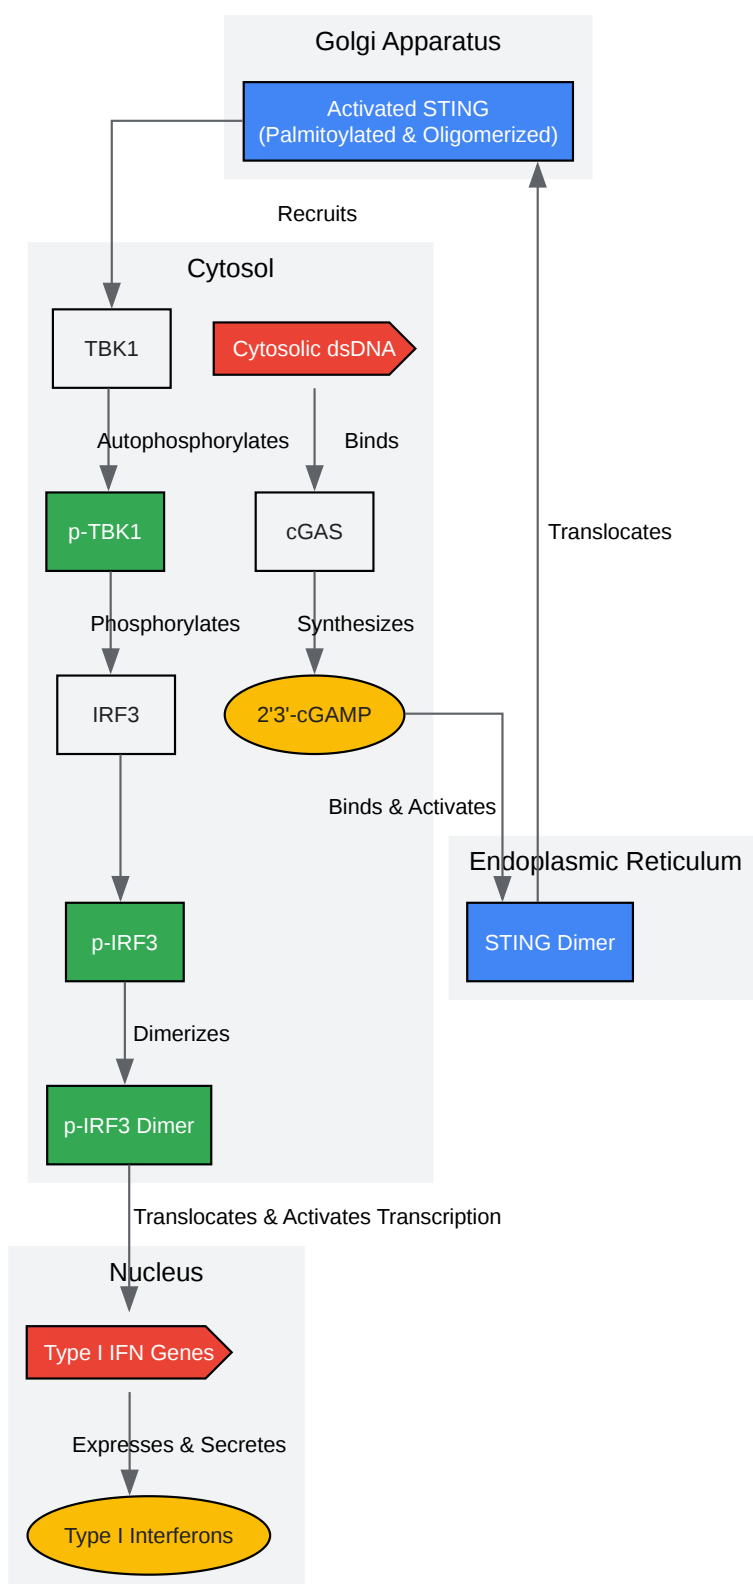 Golgi Apparatus
Activated STING
(Palmitoylated & Oligomerized)
Recruits
Cytosol
TBK1
Cytosolic dsDNA
Autophosphorylates
Binds
p-TBK1
cGAS
Translocates
Phosphorylates
Synthesizes
IRF3
2'3'-cGAMP
Binds & Activates
Endoplasmic Reticulum
p-IRF3
STING Dimer
Dimerizes
p-IRF3 Dimer
Translocates & Activates Transcription
Nucleus
Type I IFN Genes
Expresses & Secretes
Type I Interferons